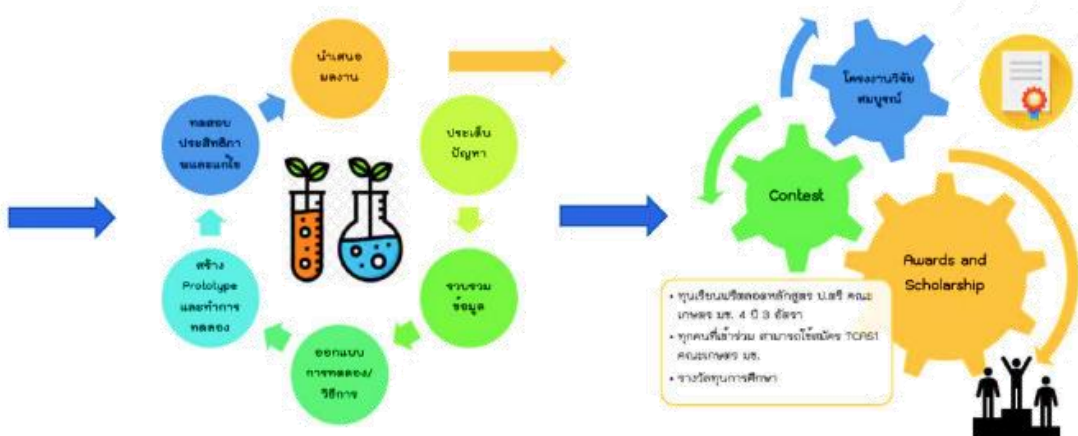 นำเสนอ
ผลงาน
ประเด็น
ปัญหา
รวบรวม
ข้อมูล
ออกแบบ
การทดลอง/
วิธีการ
สร้าง
Prototype
และทำการ
ทดลอง
ทดสอบ
ประสิทธิภา
พและแก้ไข
โครงงานวิจัย
สมบูรณ์
Contest
Awards and
Scholarship
• ทุนเรียนฟรีตลอดหลักสูตร ป.ตรี คณะ
เกษตร มช. 4 ปี 3 อัตรา
• ทุกคนที่เข้าร่วม สามารถใช้สมัคร TCAS1
คณะเกษตร มช.
• รางวัลทุนการศึกษา